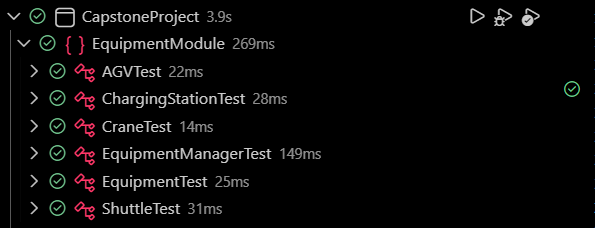 CapstoneProject 3.9s
{ } EquipmentModule 269ms
AGVTest 22ms
ChargingStationTest 28ms
CraneTest 14ms
EquipmentManagerTest 149ms
EquipmentTest 25ms
ShuttleTest 31ms